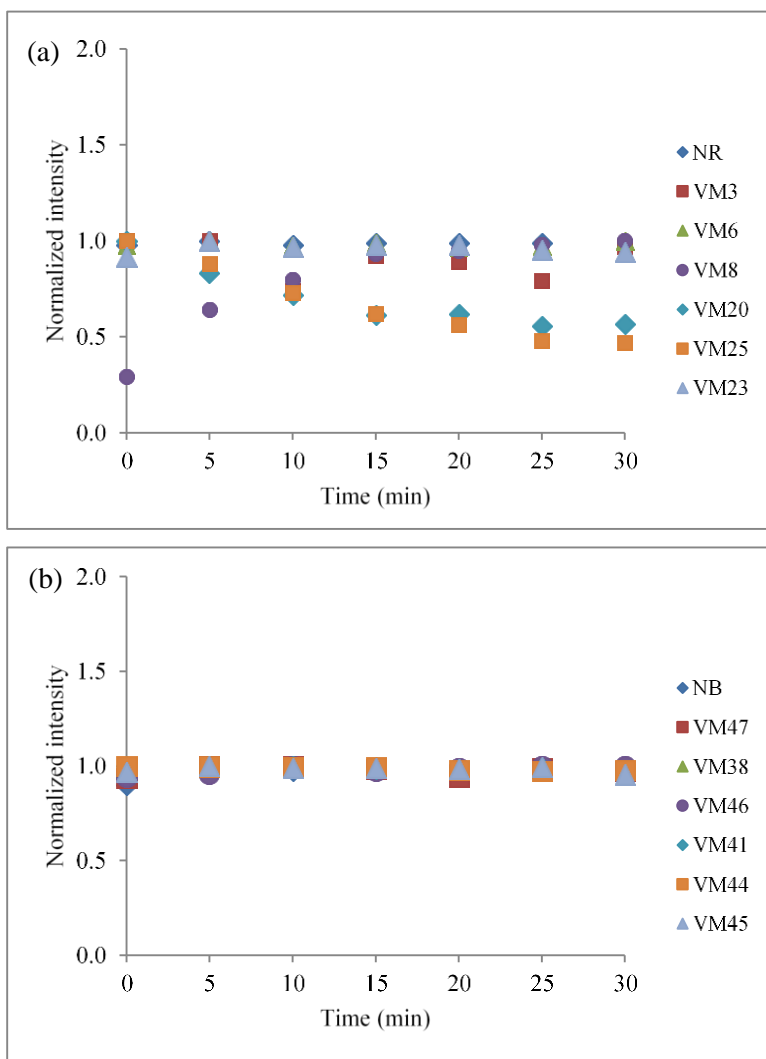 (a)
2.0
1.5
1.0
0.5
0.0
Normalized intensity
0 5 10 15 20 25 30
Time (min)
NR
VM3
VM6
VM8
VM20
VM25
VM23
(b)
2.0
1.5
1.0
0.5
0.0
Normalized intensity
0 5 10 15 20 25 30
Time (min)
NB
VM47
VM38
VM46
VM41
VM44
VM45